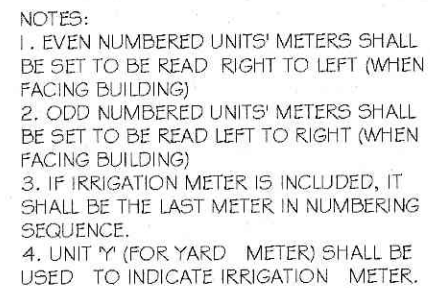 NOTES:
1. EVEN NUMBERED UNITS' METERS SHALL
BE SET TO BE READ RIGHT TO LEFT (WHEN
FACING BUILDING)
2. ODD NUMBERED UNITS' METERS SHALL
BE SET TO BE READ LEFT TO RIGHT (WHEN
FACING BUILDING)
3. IF IRRIGATION METER IS INCLUDED, IT
SHALL BE THE LAST METER IN NUMBERING
SEQUENCE.
4. UNIT "Y" (FOR YARD METER) SHALL BE
USED TO INDICATE IRRIGATION METER.